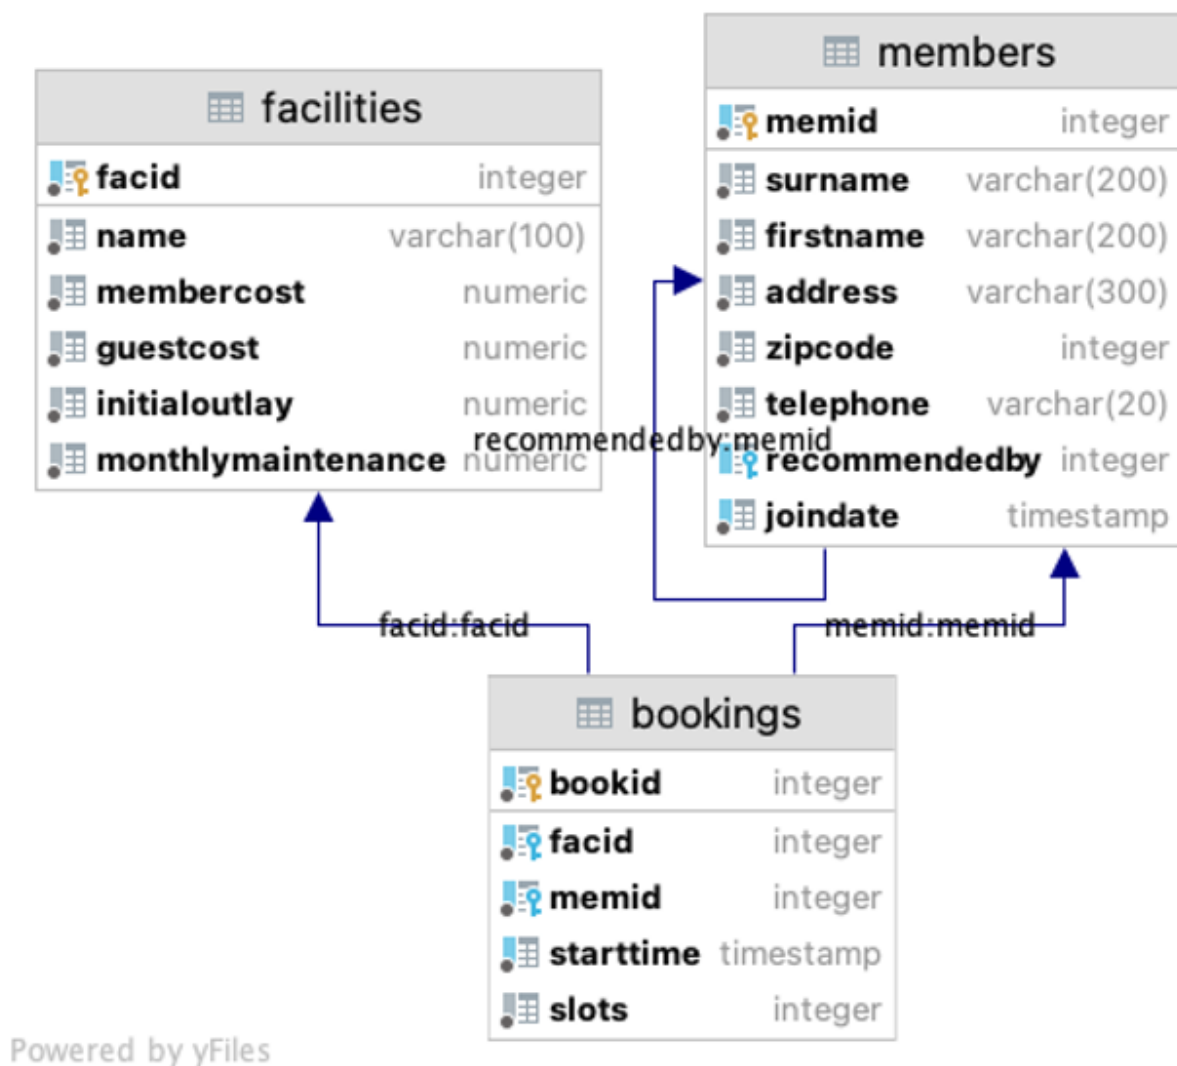 facilities
facid integer
name varchar(100)
membercost numeric
guestcost numeric
initialoutlay numeric
monthlymaintenance numeric
members
memid integer
surname varchar(200)
firstname varchar(200)
address varchar(300)
zipcode integer
telephone varchar(20)
recommendedby integer
joindate timestamp
recommendedby:memid
facid:facid
memid:memid
bookings
bookid integer
facid integer
memid integer
starttime timestamp
slots integer
Powered by yFiles